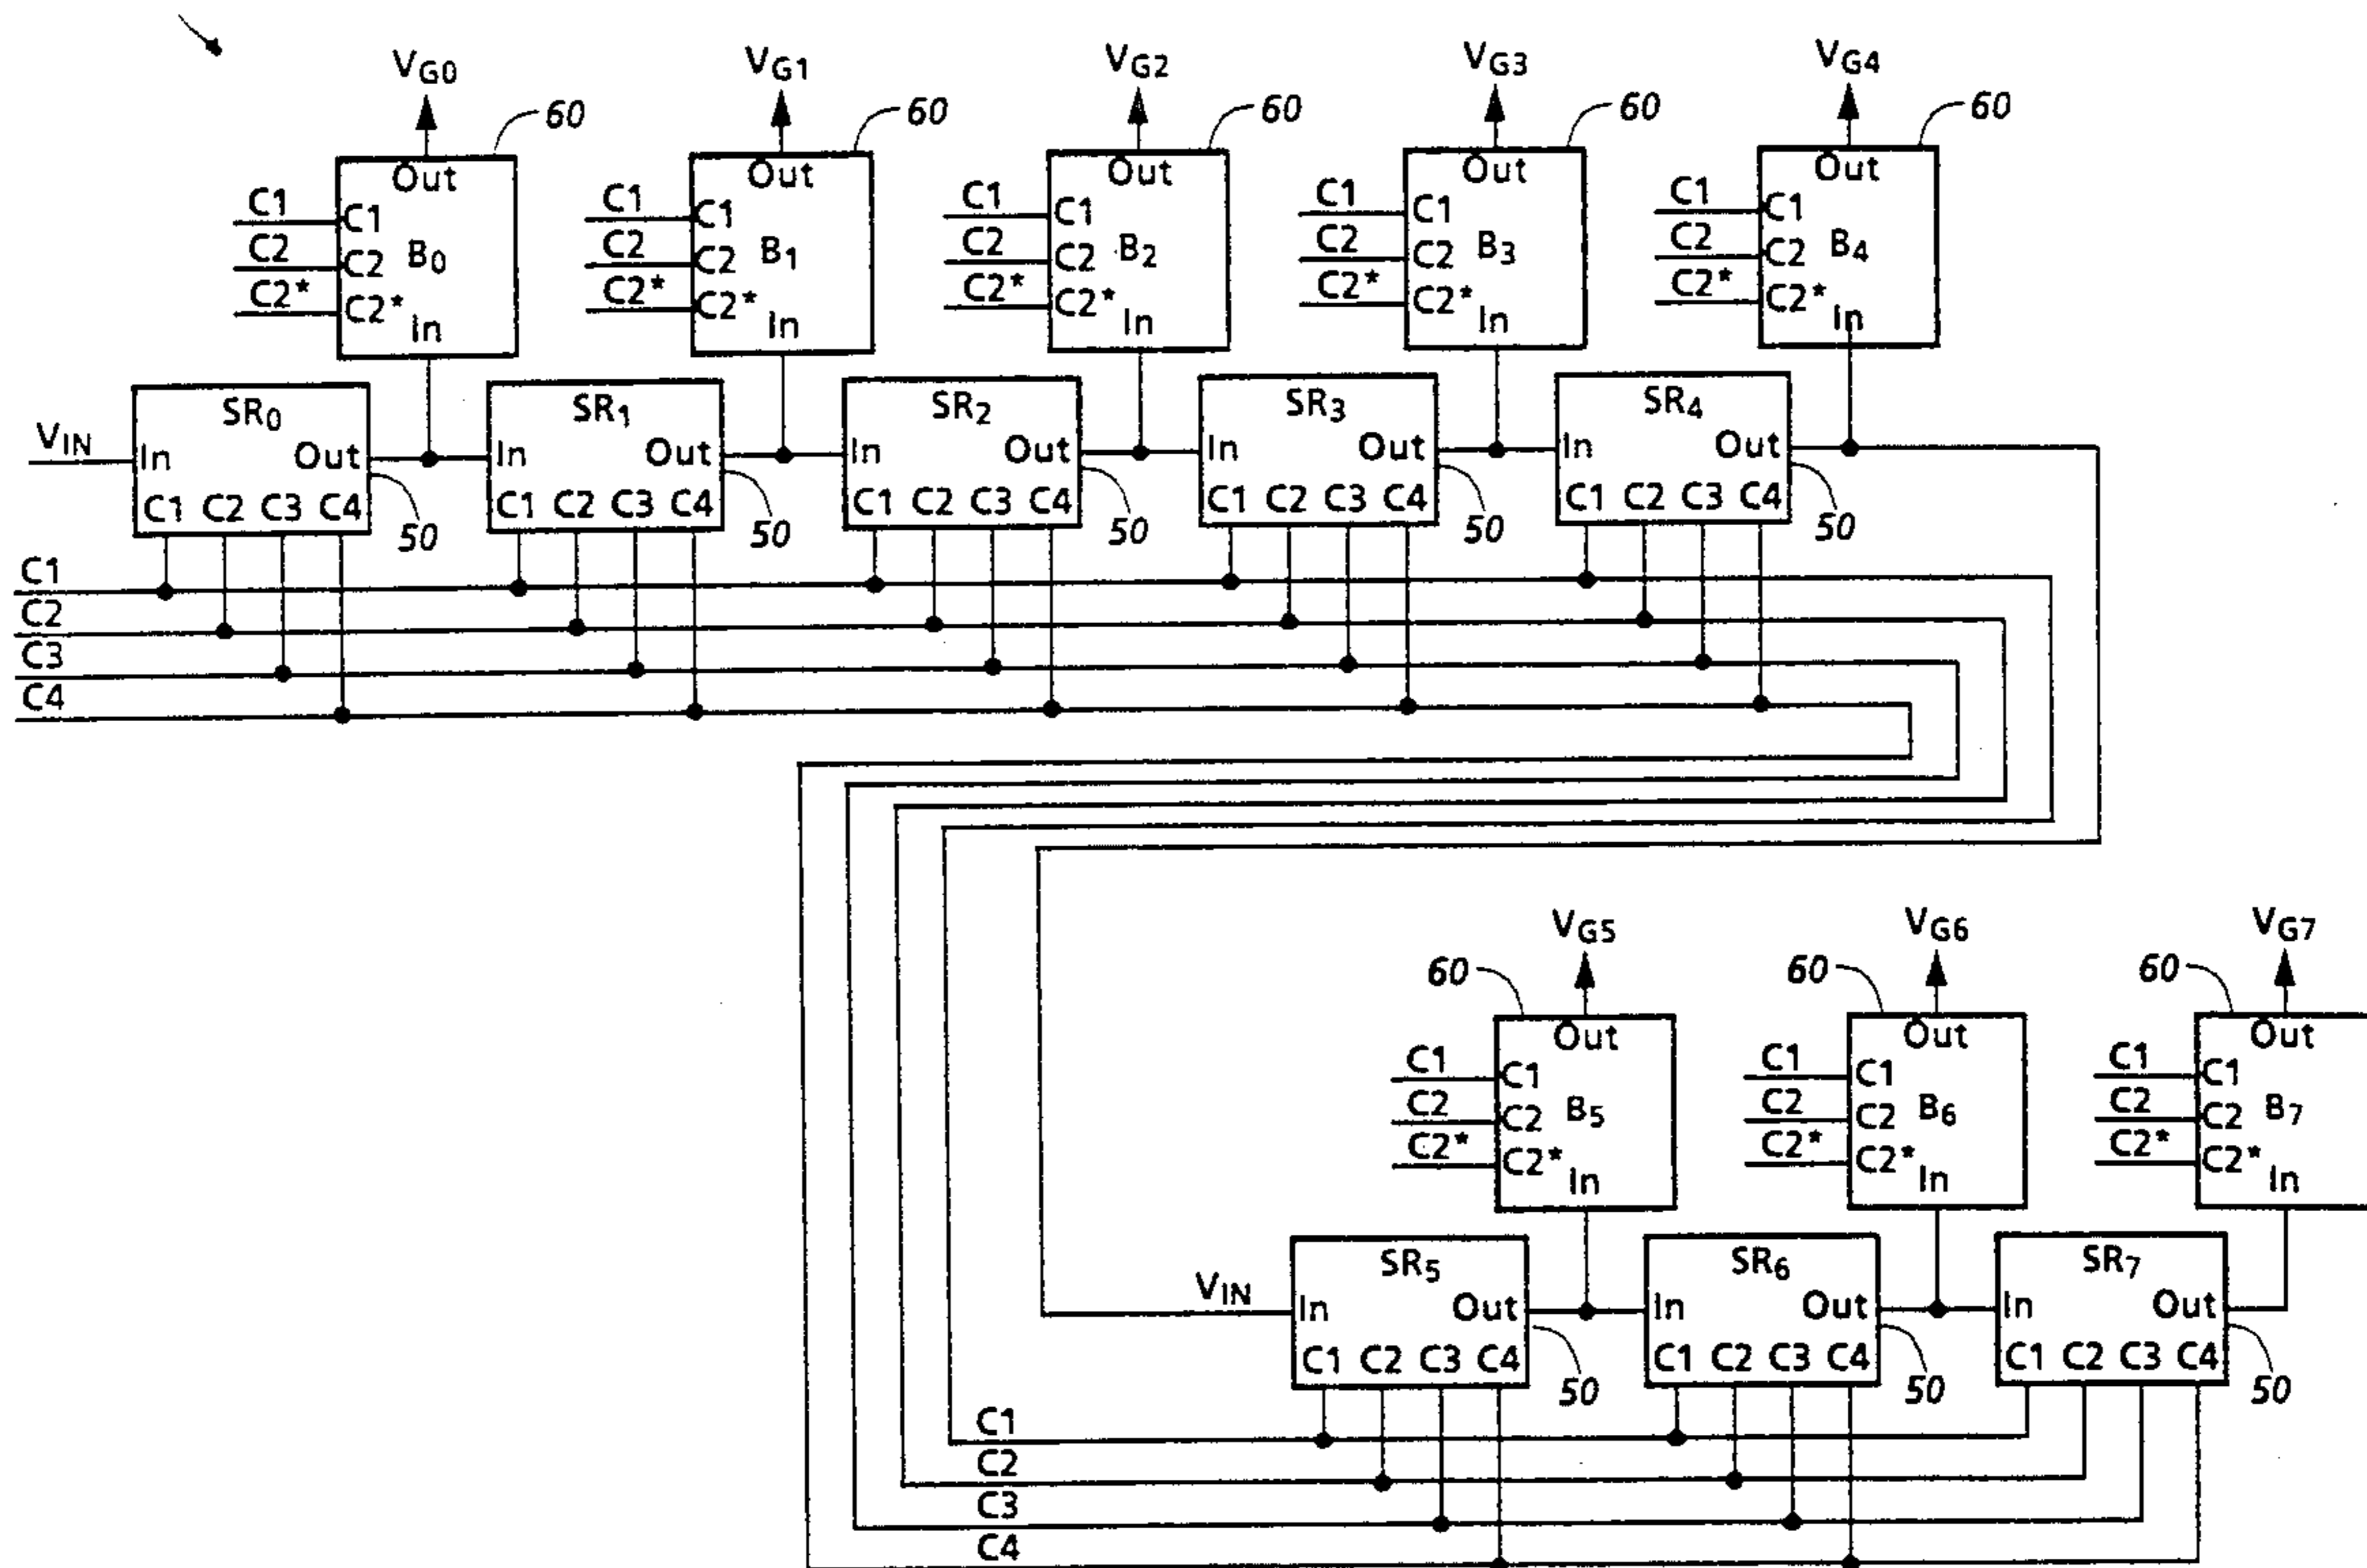 VG0 VG1 VG2 VG3 VG4
60 60 60 60 60
Out Out Out Out Out
C1 C1 C1 C1 C1 C1 C1 C1 C1 C1
C2 C2 B0 C2 C2 B1 C2 C2 B2 C2 C2 B3 C2 C2 B4
C2* C2* C2* C2* C2* C2* C2* C2* C2* C2*
In In In In In
SR0 SR1 SR2 SR3 SR4
VIN In Out In Out In Out In Out In Out
C1 C2 C3 C4 C1 C2 C3 C4 C1 C2 C3 C4 C1 C2 C3 C4 C1 C2 C3 C4
50 50 50 50 50
C1
C2
C3
C4
VG5 VG6 VG7
60 60 60
Out Out Out
C1 C1 C1 C1 C1 C1
C2 C2 B5 C2 C2 B6 C2 C2 B7
C2* C2* C2* C2* C2* C2*
In In In
SR5 SR6 SR7
VIN In Out In Out In Out
C1 C2 C3 C4 C1 C2 C3 C4 C1 C2 C3 C4
50 50 50
C1
C2
C3
C4